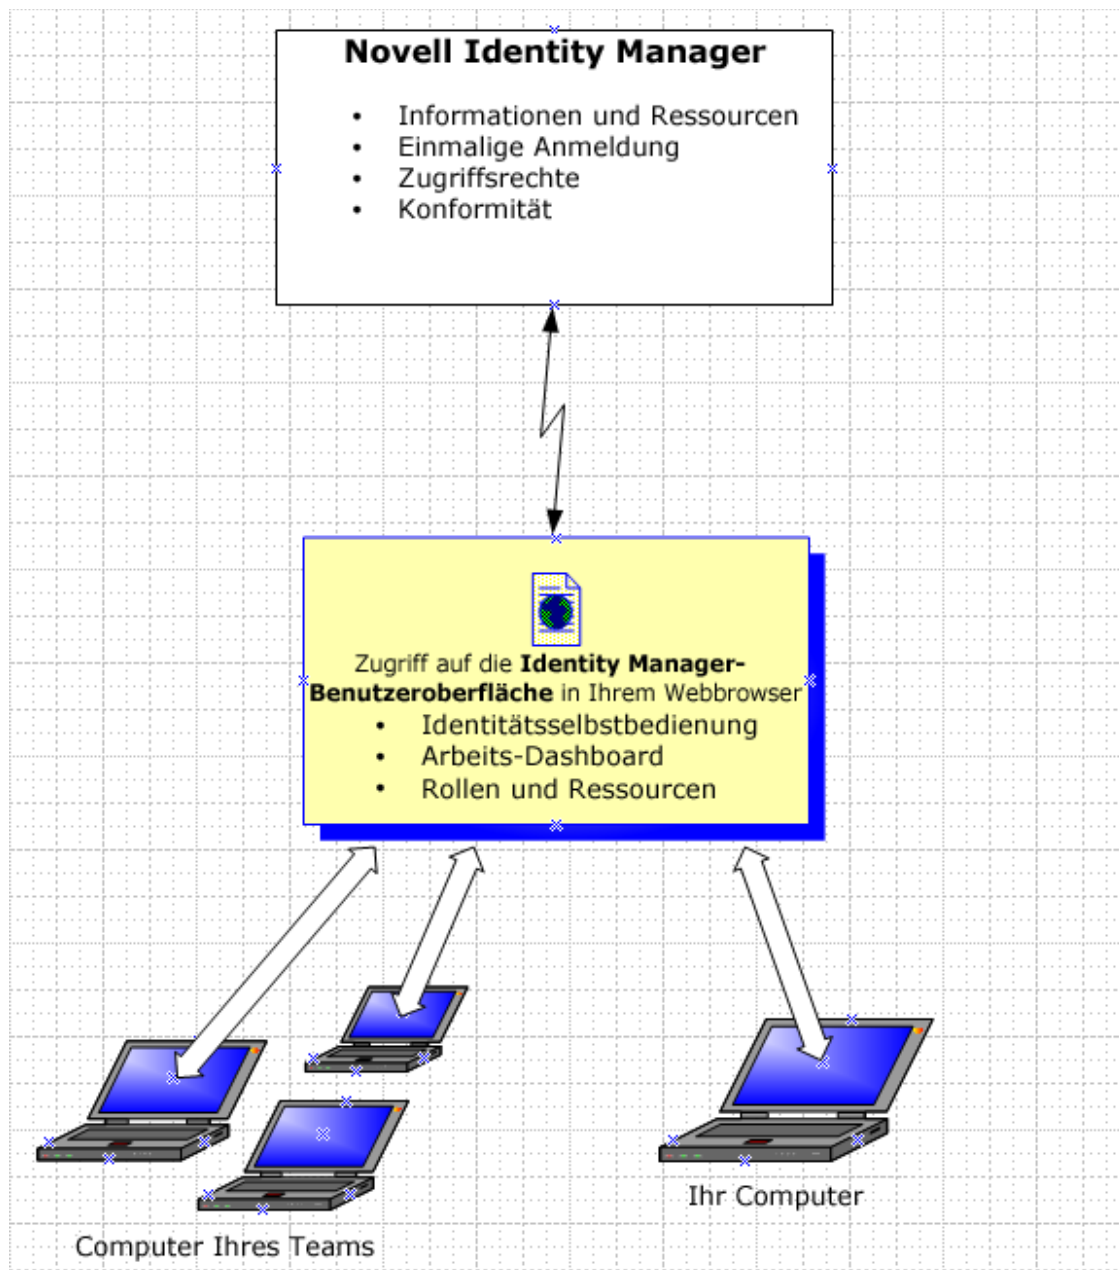 Novell Identity Manager
• Informationen und Ressourcen
• Einmalige Anmeldung
• Zugriffsrechte
• Konformität
Zugriff auf die Identity Manager-
Benutzeroberfläche in Ihrem Webbrowser
• Identitätsselbstbedienung
• Arbeits-Dashboard
• Rollen und Ressourcen
Ihr Computer
Computer Ihres Teams